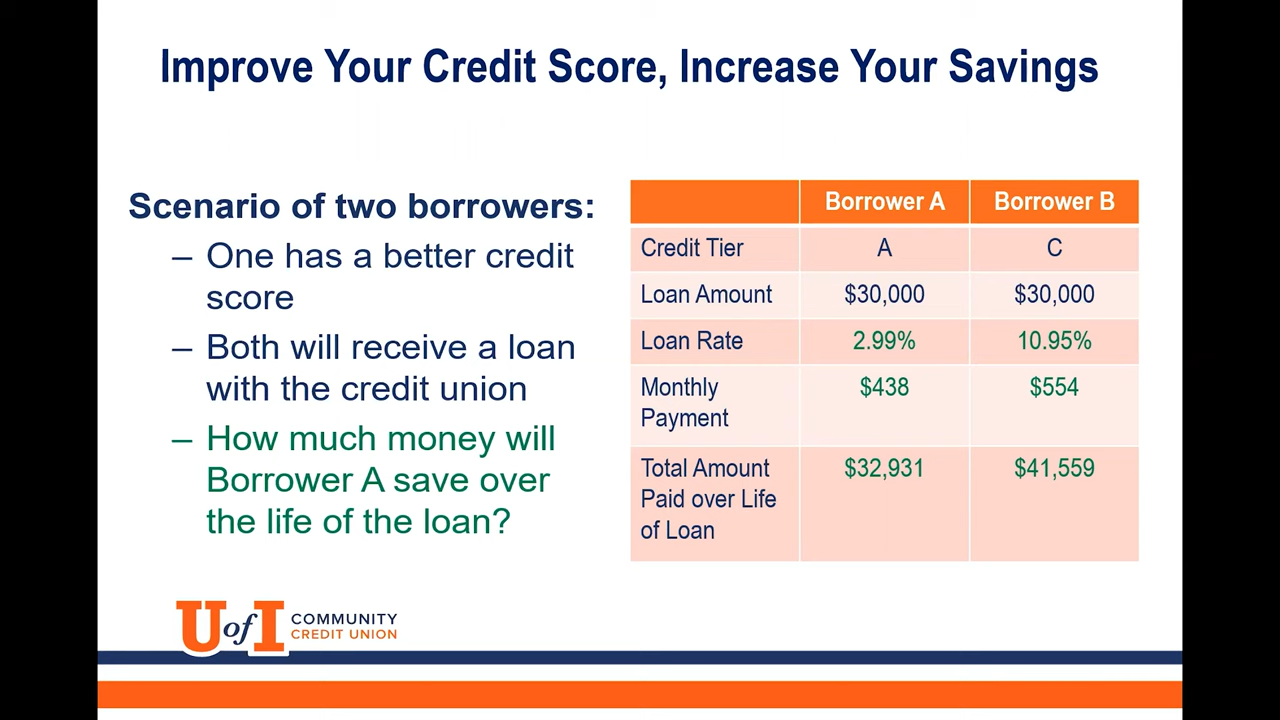 Improve Your Credit Score, Increase Your Savings
Scenario of two borrowers:
– One has a better credit
score
– Both will receive a loan
with the credit union
– How much money will
Borrower A save over
the life of the loan?
Borrower A Borrower B
Credit Tier A C
Loan Amount $30,000 $30,000
Loan Rate 2.99% 10.95%
Monthly $438 $554
Payment
Total Amount $32,931 $41,559
Paid over Life
of Loan
U of I COMMUNITY
CREDIT UNION